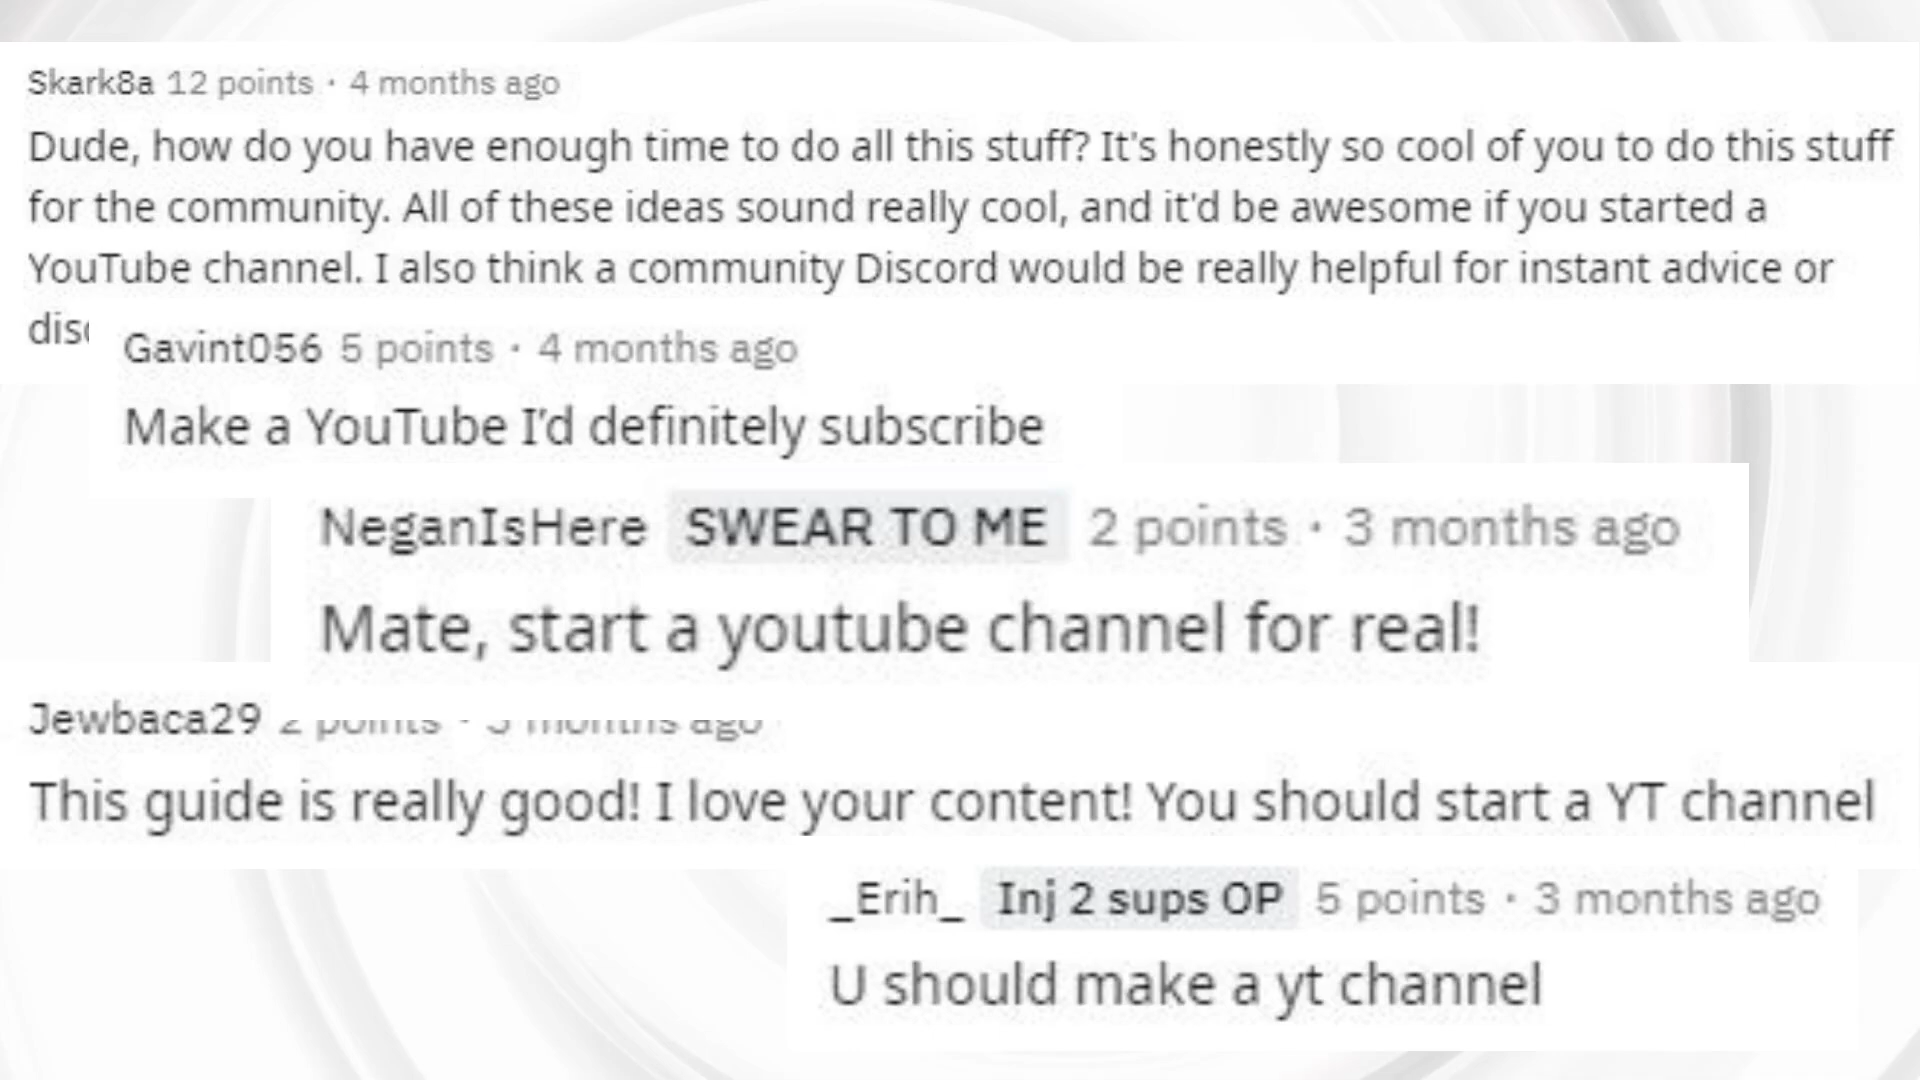 Skark8a 12 points · 4 months ago
Dude, how do you have enough time to do all this stuff? It's honestly so cool of you to do this stuff
for the community. All of these ideas sound really cool, and it'd be awesome if you started a
YouTube channel. I also think a community Discord would be really helpful for instant advice or
Gavint056 5 points · 4 months ago
Make a YouTube I'd definitely subscribe
NeganIsHere SWEAR TO ME 2 points · 3 months ago
Mate, start a youtube channel for real!
Jewbaca29 2 points · 3 months ago
This guide is really good! I love your content! You should start a YT channel
_Erih_ Inj 2 sups OP 5 points · 3 months ago
U should make a yt channel